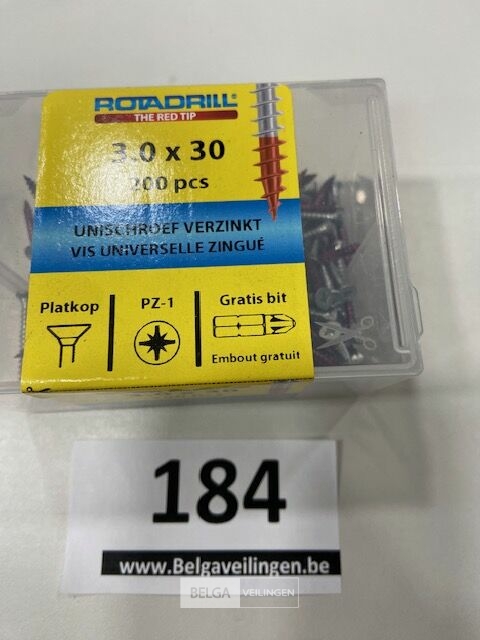 ROTADRILL®
THE RED TIP
3.0 x 30
200 pcs
UNISCHROEF VERZINKT
VIS UNIVERSELLE ZINGUÉ
Platkop
PZ-1
Gratis bit
Embout gratuit
184
www.Belgaveilingen.be
BELGA VEILINGEN